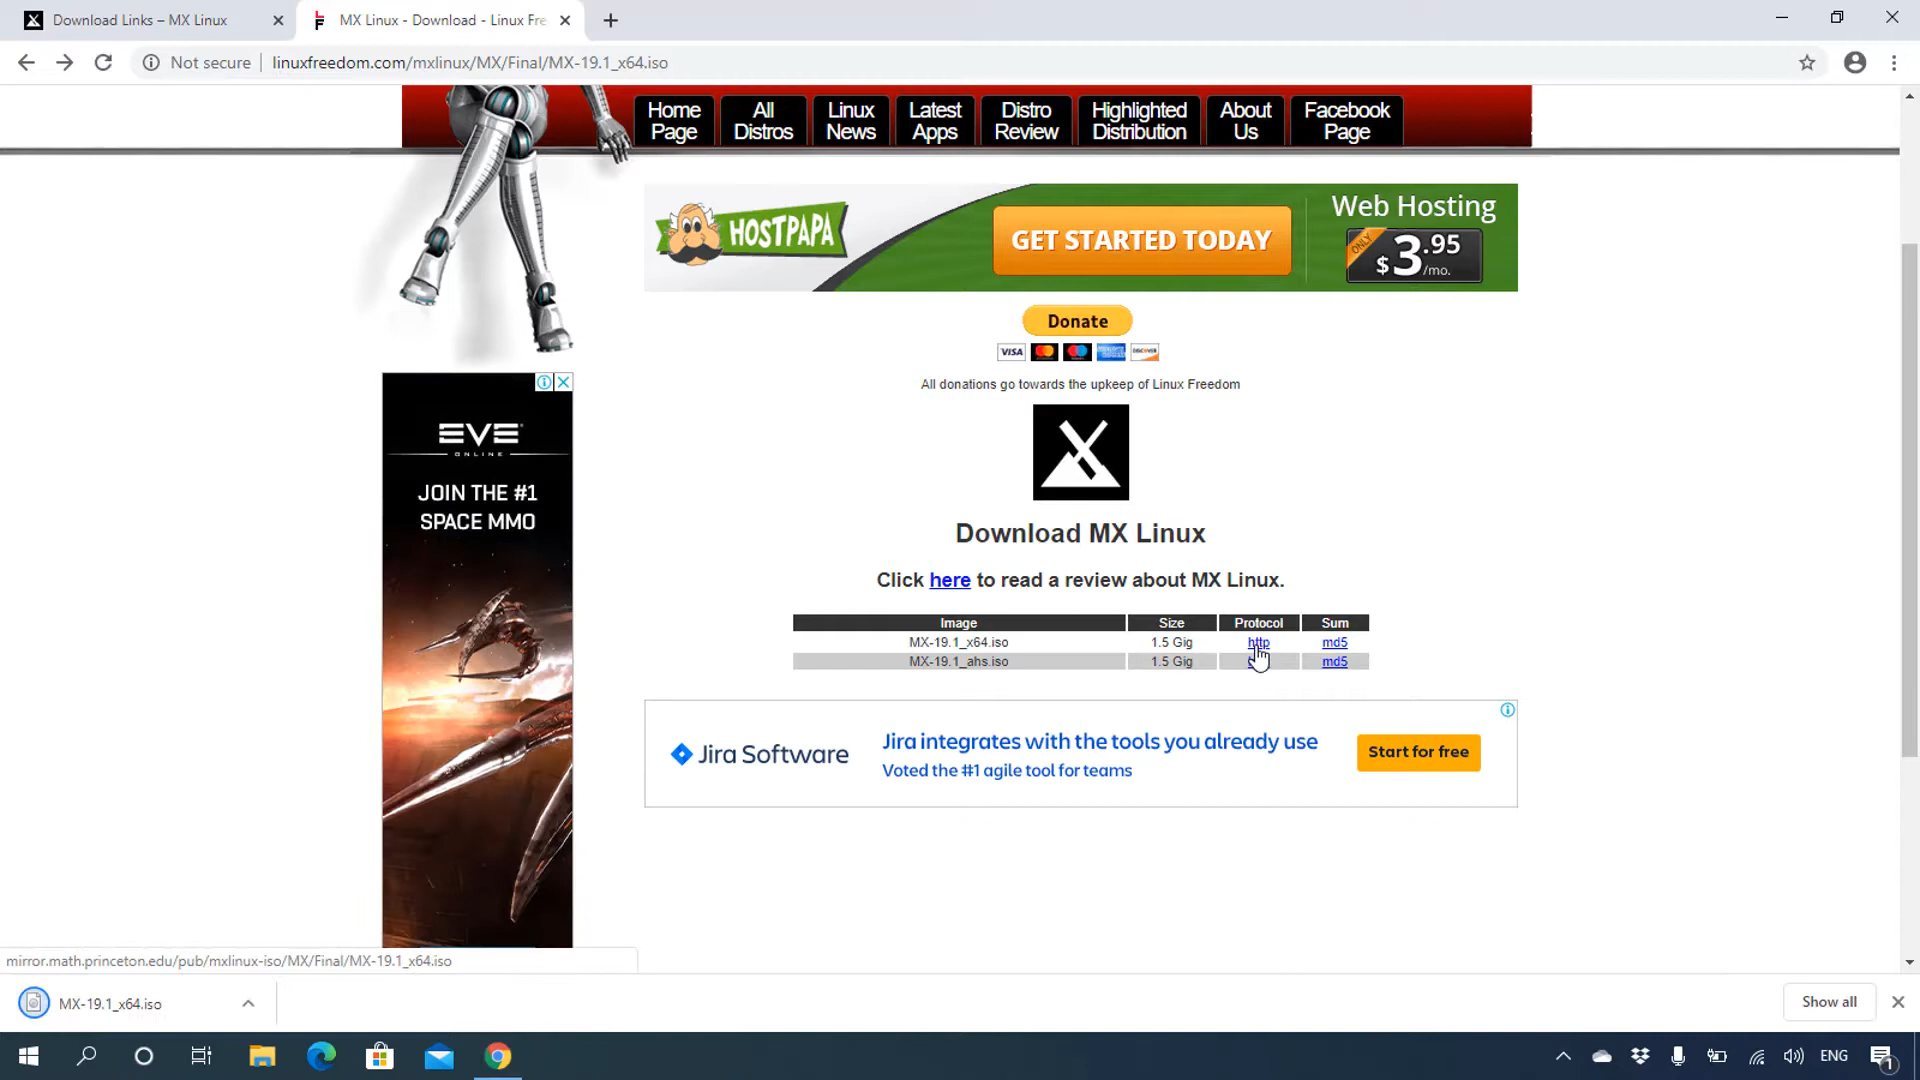 Download Links – MX Linux
MX Linux - Download - Linux Fre
Not secure
linuxfreedom.com/mxlinux/MX/Final/MX-19.1_x64.iso
Home Page
All Distros
Linux News
Latest Apps
Distro Review
Highlighted Distribution
About Us
Facebook Page
HOSTPAPA
GET STARTED TODAY
Web Hosting
ONLY $3.95 /mo.
Donate
VISA
DISCOVER
All donations go towards the upkeep of Linux Freedom
EVE
ONLINE
JOIN THE #1
SPACE MMO
Download MX Linux
Click here to read a review about MX Linux.
Image Size Protocol Sum
MX-19.1_x64.iso 1.5 Gig http md5
MX-19.1_ahs.iso 1.5 Gig md5
Jira Software
Jira integrates with the tools you already use
Voted the #1 agile tool for teams
Start for free
mirror.math.princeton.edu/pub/mxlinux-iso/MX/Final/MX-19.1_x64.iso
MX-19.1_x64.iso
Show all
ENG
1